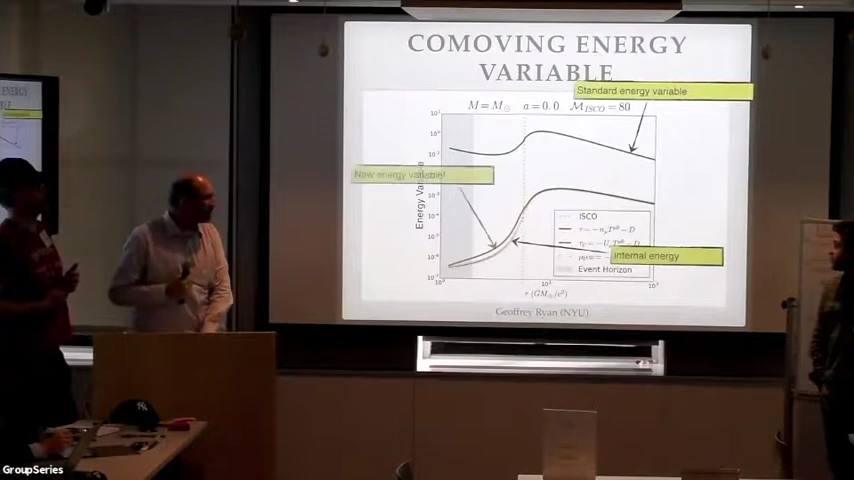 COMOVING ENERGY
VARIABLE
Standard energy variable
M = M⊙ a = 0.0 ℳ_ISCO = 80
New energy variable!
Energy Variable
ISCO
Internal energy
Event Horizon
r (GM⊙/c²)
Geoffrey Ryan (NYU)
GroupSeries